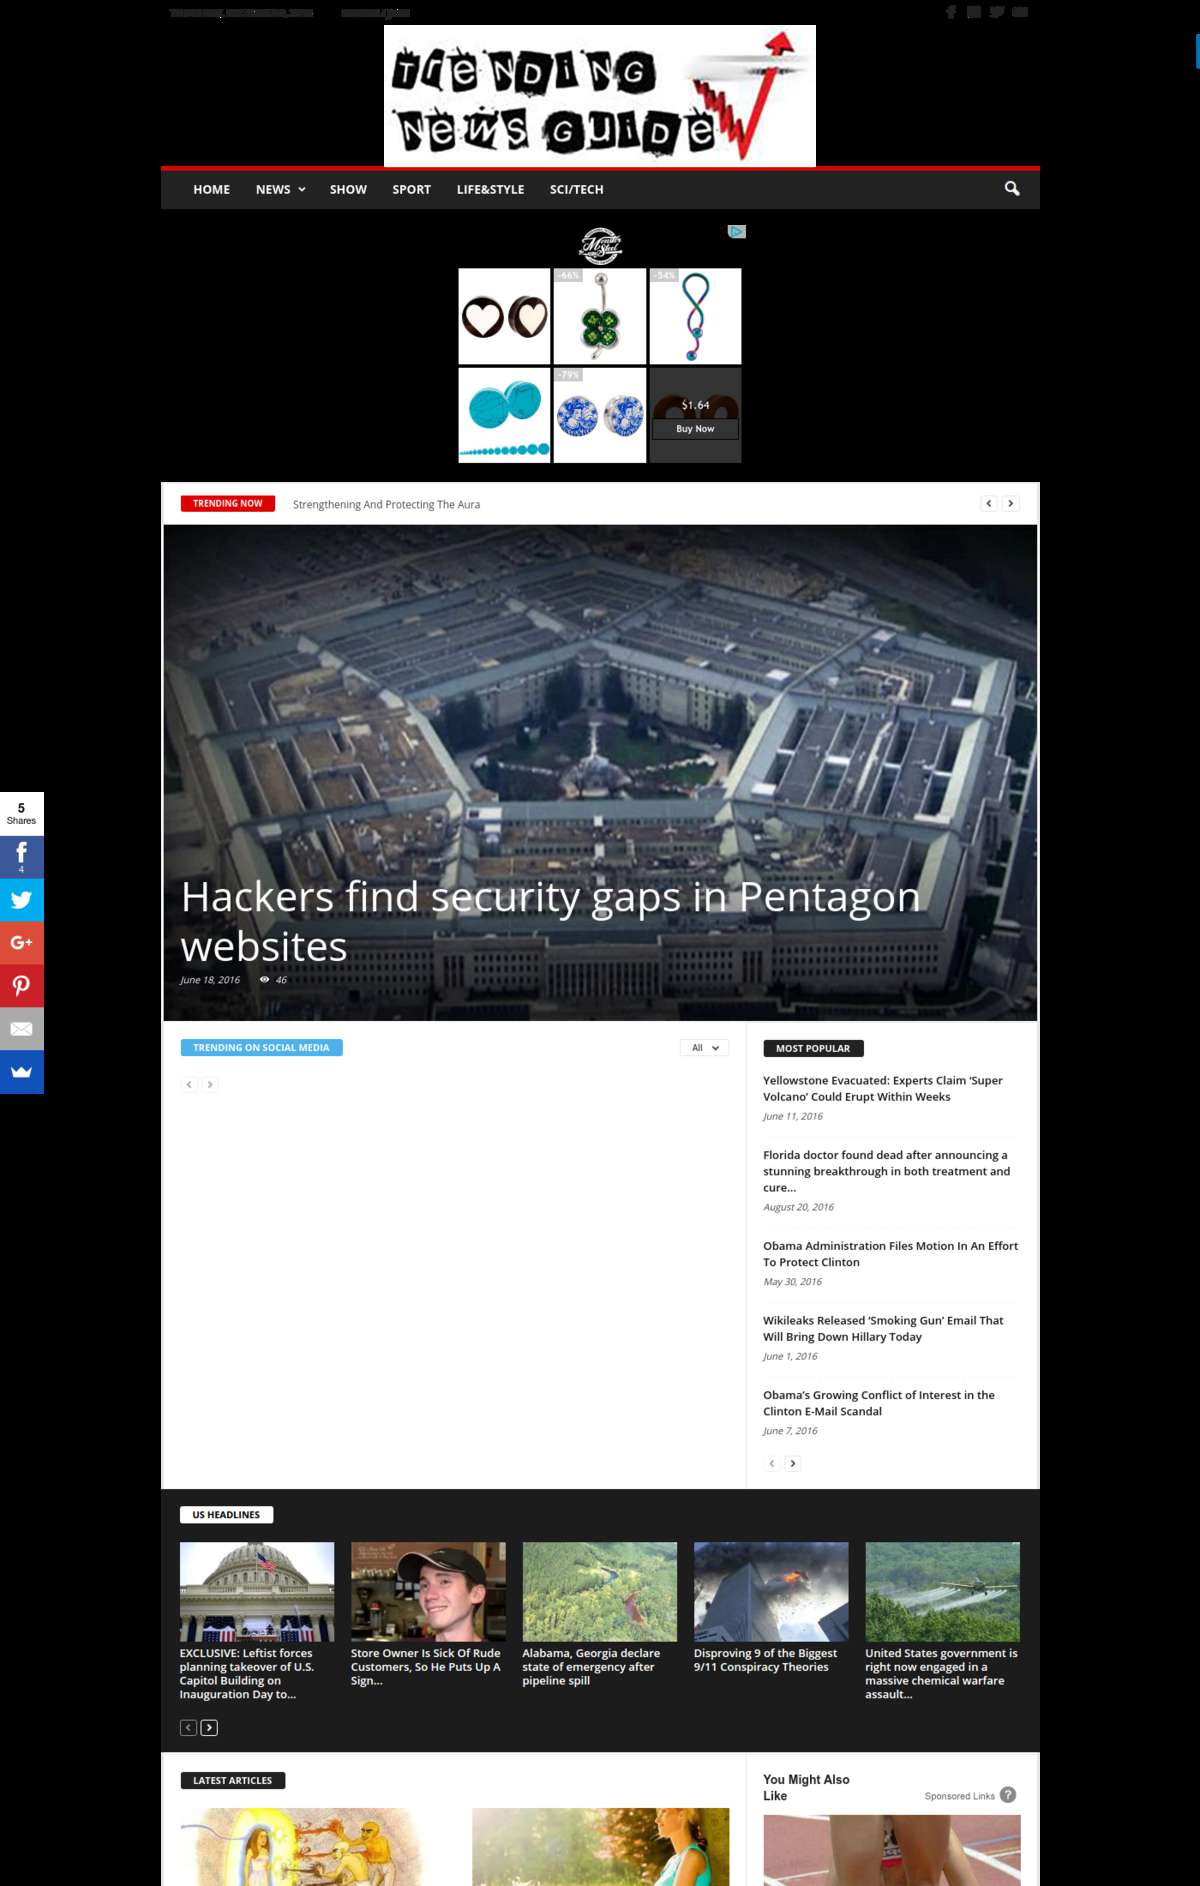 TRENDING
NEWS GUIDE
HOME NEWS SHOW SPORT LIFE&STYLE SCI/TECH
-66%
-54%
-79%
$1.64
Buy Now
TRENDING NOW Strengthening And Protecting The Aura
Hackers find security gaps in Pentagon
websites
June 18, 2016 46
5
Shares
4
G+
TRENDING ON SOCIAL MEDIA All
MOST POPULAR
Yellowstone Evacuated: Experts Claim ‘Super
Volcano’ Could Erupt Within Weeks
June 11, 2016
Florida doctor found dead after announcing a
stunning breakthrough in both treatment and
cure...
August 20, 2016
Obama Administration Files Motion In An Effort
To Protect Clinton
May 30, 2016
Wikileaks Released ‘Smoking Gun’ Email That
Will Bring Down Hillary Today
June 1, 2016
Obama’s Growing Conflict of Interest in the
Clinton E-Mail Scandal
June 7, 2016
US HEADLINES
EXCLUSIVE: Leftist forces
planning takeover of U.S.
Capitol Building on
Inauguration Day to...
Store Owner Is Sick Of Rude
Customers, So He Puts Up A
Sign...
Alabama, Georgia declare
state of emergency after
pipeline spill
Disproving 9 of the Biggest
9/11 Conspiracy Theories
United States government is
right now engaged in a
massive chemical warfare
assault...
LATEST ARTICLES
You Might Also
Like
Sponsored Links ?